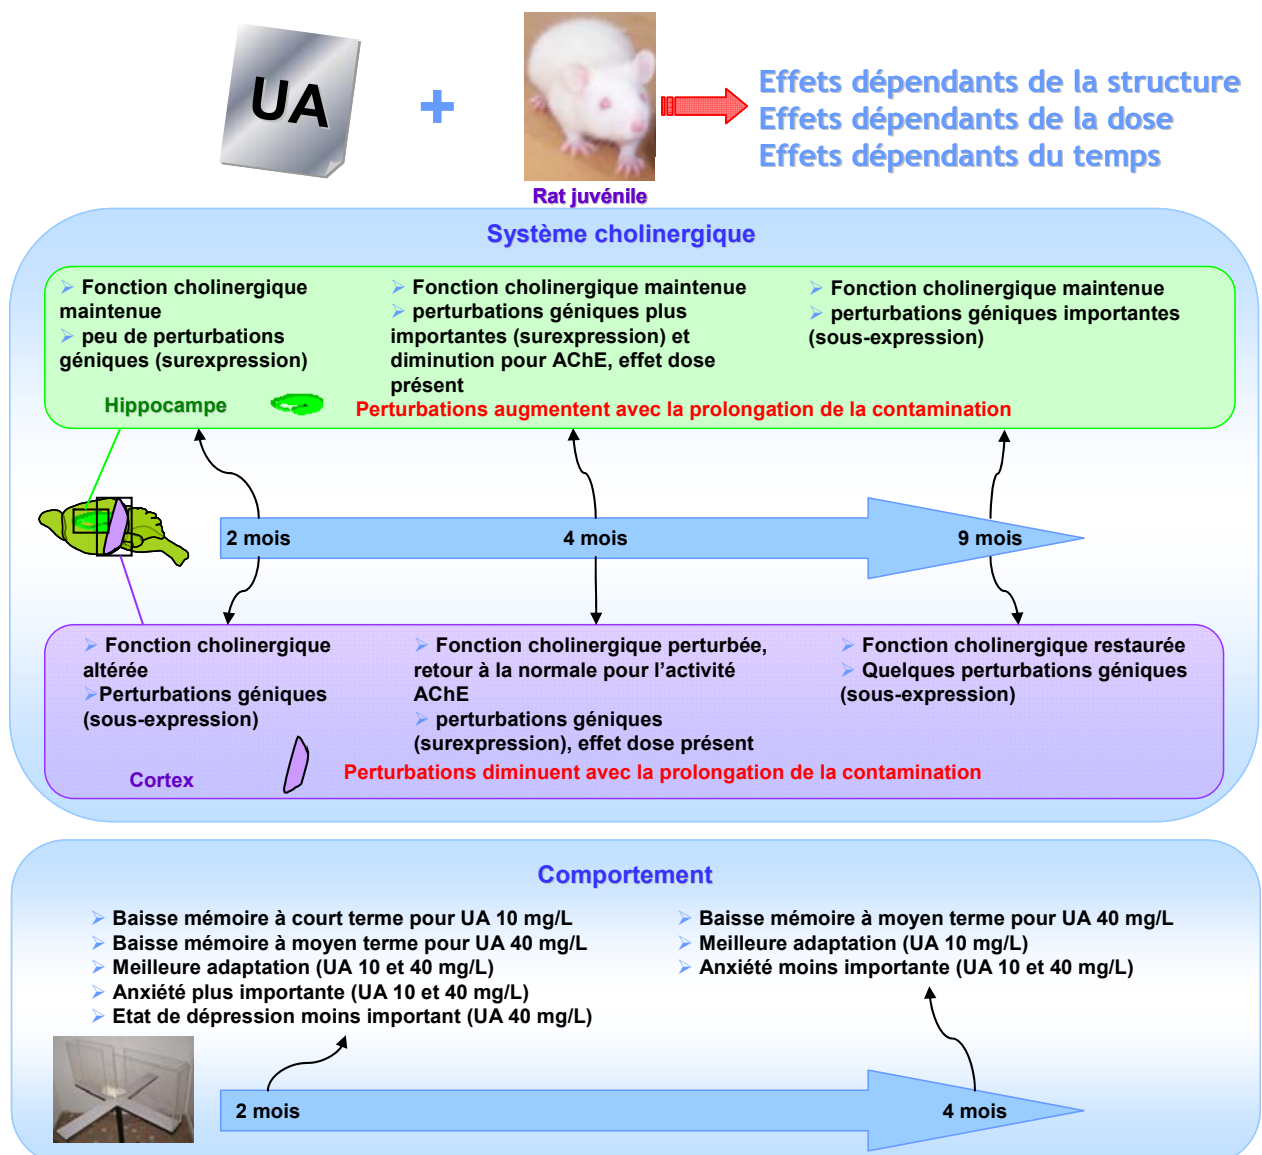 UA
+
Effets dépendants de la structure
Effets dépendants de la dose
Effets dépendants du temps
Rat juvénile
Système cholinergique
➢ Fonction cholinergique
maintenue
➢ peu de perturbations
géniques (surexpression)
➢ Fonction cholinergique maintenue
➢ perturbations géniques plus
importantes (surexpression) et
diminution pour AChE, effet dose
présent
➢ Fonction cholinergique maintenue
➢ perturbations géniques importantes
(sous-expression)
Hippocampe
Perturbations augmentent avec la prolongation de la contamination
2 mois
4 mois
9 mois
➢ Fonction cholinergique
altérée
➢Perturbations géniques
(sous-expression)
➢ Fonction cholinergique perturbée,
retour à la normale pour l’activité
AChE
➢ perturbations géniques
(surexpression), effet dose présent
➢ Fonction cholinergique restaurée
➢ Quelques perturbations géniques
(sous-expression)
Cortex
Perturbations diminuent avec la prolongation de la contamination
Comportement
➢ Baisse mémoire à court terme pour UA 10 mg/L
➢ Baisse mémoire à moyen terme pour UA 40 mg/L
➢ Meilleure adaptation (UA 10 et 40 mg/L)
➢ Anxiété plus importante (UA 10 et 40 mg/L)
➢ Etat de dépression moins important (UA 40 mg/L)
➢ Baisse mémoire à moyen terme pour UA 40 mg/L
➢ Meilleure adaptation (UA 10 mg/L)
➢ Anxiété moins importante (UA 10 et 40 mg/L)
2 mois
4 mois